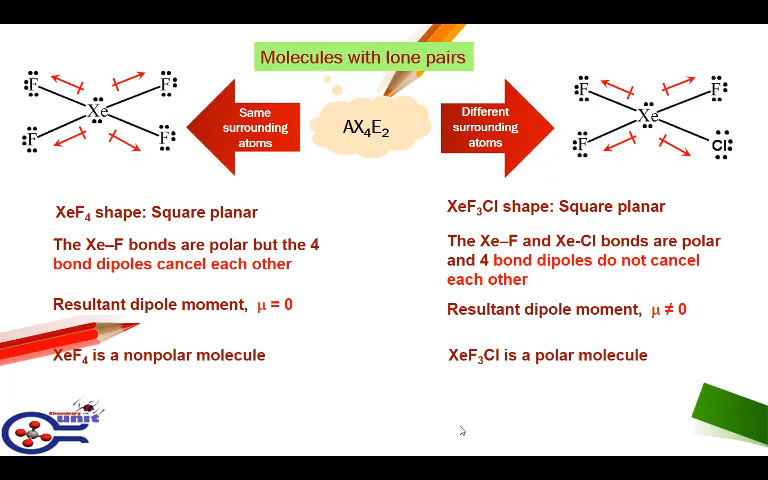 Molecules with lone pairs
F
F
Xe
F
F
Same
surrounding
atoms
AX₄E₂
Different
surrounding
atoms
F
F
Xe
F
Cl
XeF₄ shape: Square planar
The Xe–F bonds are polar but the 4
bond dipoles cancel each other
Resultant dipole moment, μ = 0
XeF₄ is a nonpolar molecule
XeF₃Cl shape: Square planar
The Xe–F and Xe-Cl bonds are polar
and 4 bond dipoles do not cancel
each other
Resultant dipole moment, μ ≠ 0
XeF₃Cl is a polar molecule
Chemistry
unit